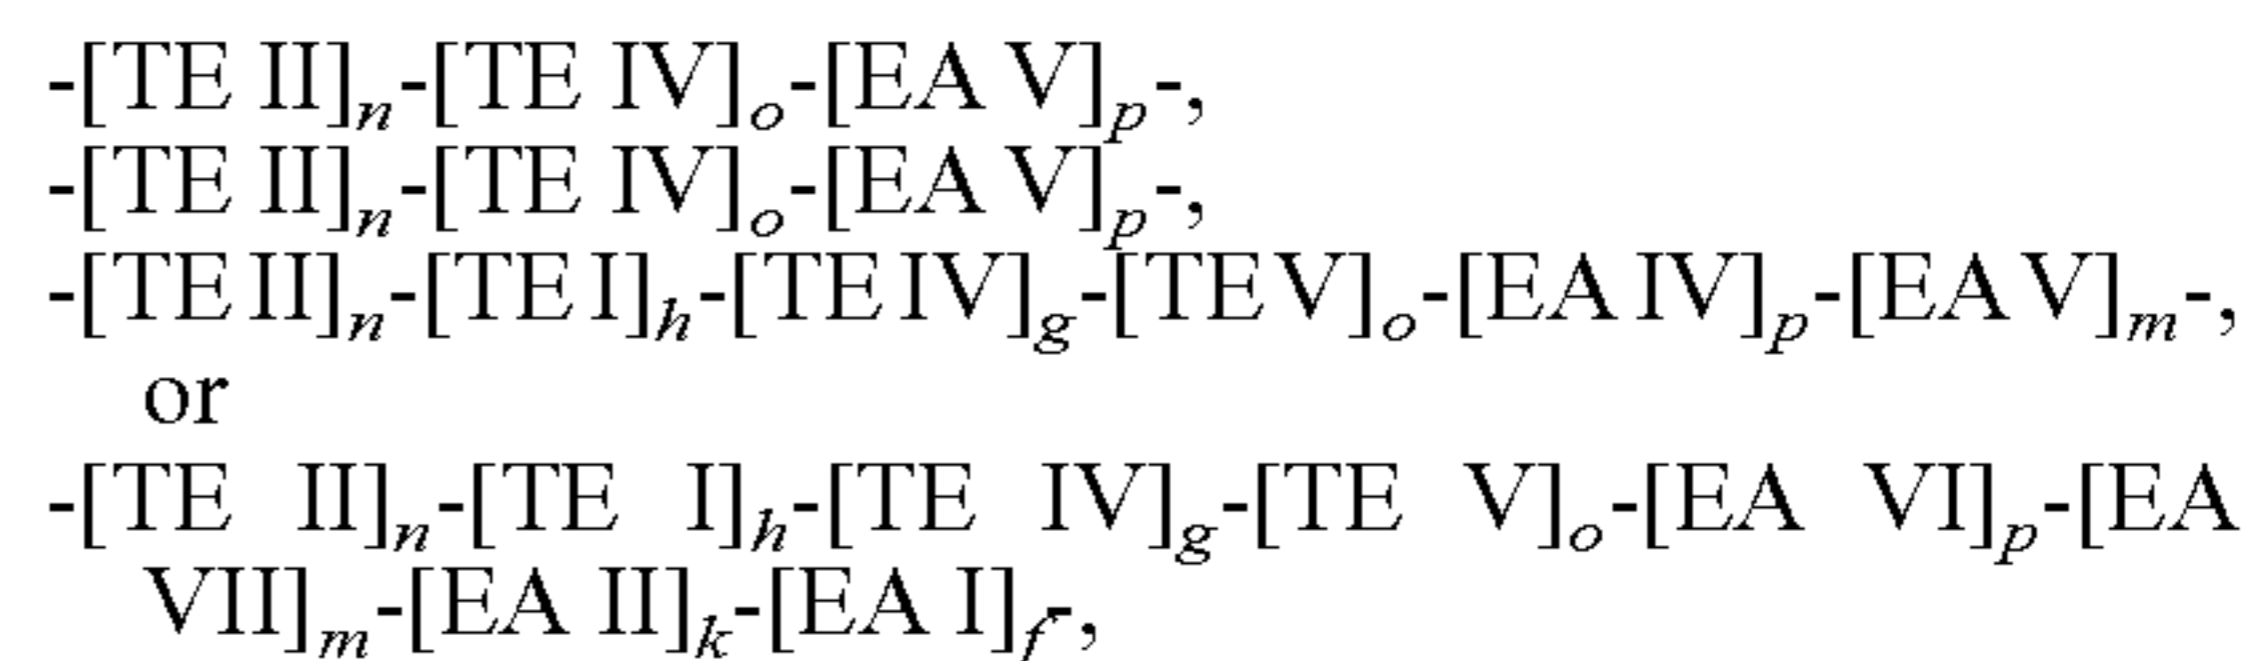 -[TE II]n-[TE IV]o-[EA V]p-,
-[TE II]n-[TE IV]o-[EA V]p-,
-[TE II]n-[TE I]h-[TE IV]g-[TE V]o-[EA IV]p-[EA V]m-,
or
-[TE II]n-[TE I]h-[TE IV]g-[TE V]o-[EA VI]p-[EA
VII]m-[EA II]k-[EA I]f-,